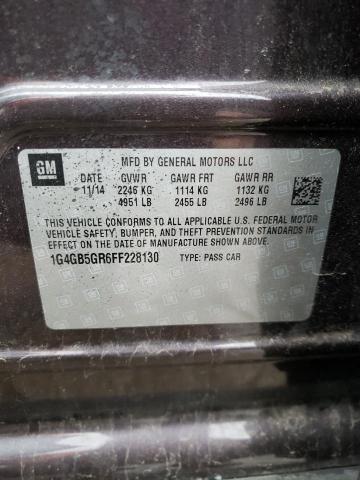 GM
MFD BY GENERAL MOTORS LLC
DATE GVWR GAWR FRT GAWR RR
11/14 2246 KG 1114 KG 1132 KG
4951 LB 2455 LB 2496 LB
THIS VEHICLE CONFORMS TO ALL APPLICABLE U.S. FEDERAL MOTOR
VEHICLE SAFETY, BUMPER, AND THEFT PREVENTION STANDARDS IN
EFFECT ON THE DATE OF MANUFACTURE SHOWN ABOVE.
1G4GB5GR6FF228130 TYPE: PASS CAR